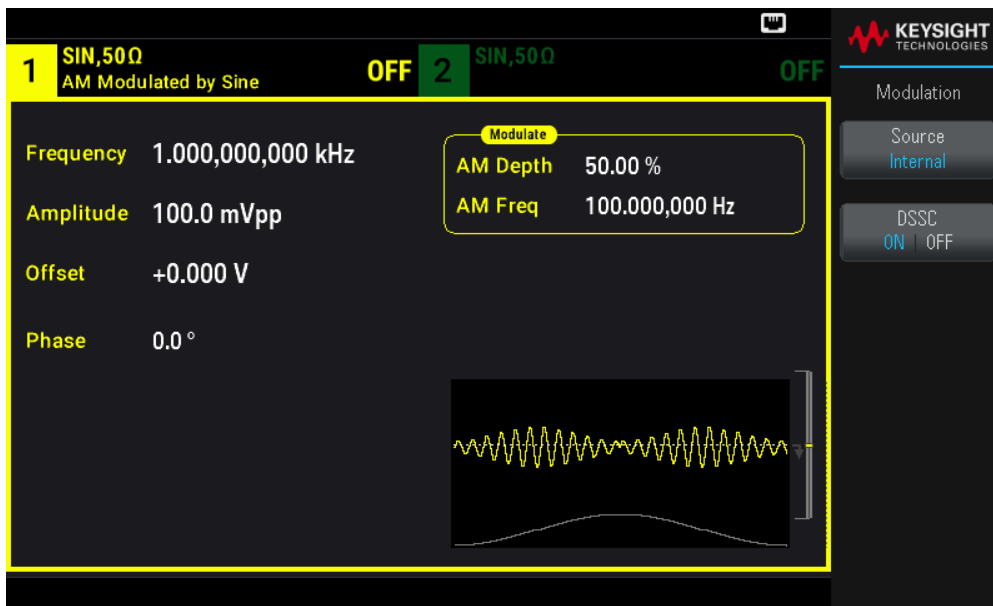 KEYSIGHT
TECHNOLOGIES
1 SIN,50Ω
AM Modulated by Sine
OFF
2 SIN,50Ω
OFF
Frequency 1.000,000,000 kHz
Amplitude 100.0 mVpp
Offset +0.000 V
Phase 0.0 °
Modulate
AM Depth 50.00 %
AM Freq 100.000,000 Hz
Modulation
Source
Internal
DSSC
ON | OFF